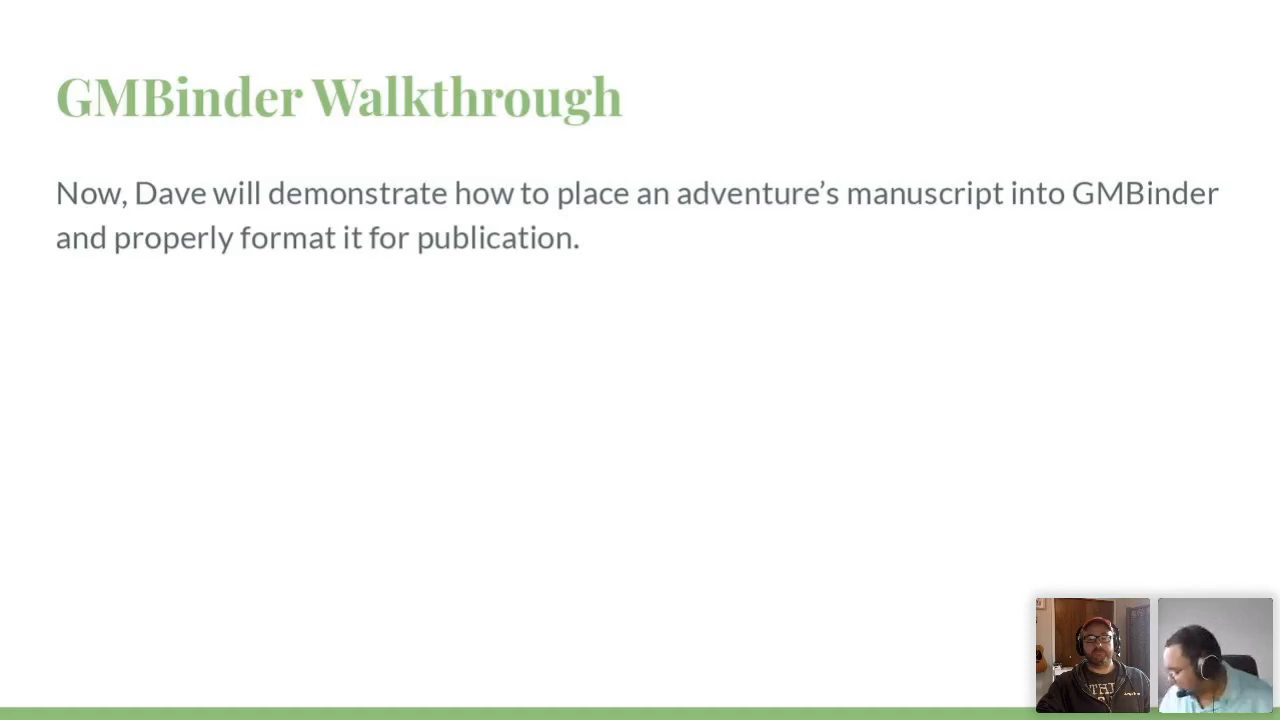 GMBinder Walkthrough
Now, Dave will demonstrate how to place an adventure’s manuscript into GMBinder
and properly format it for publication.